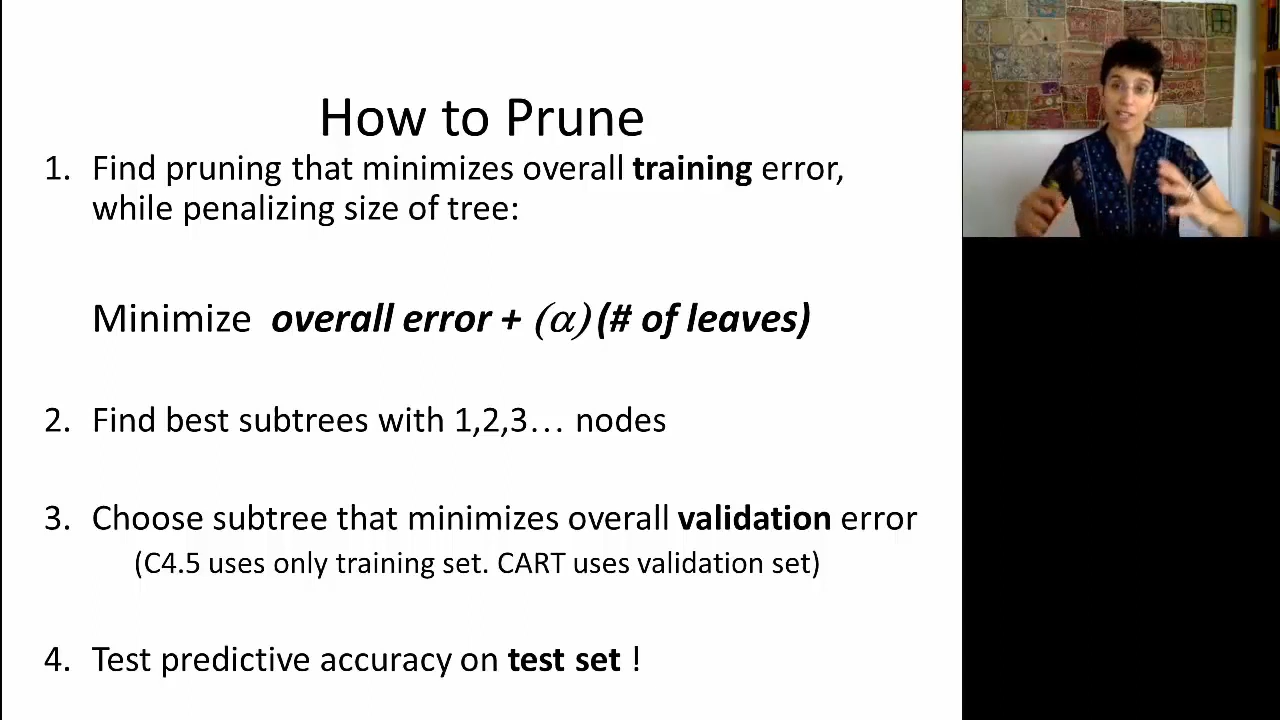 How to Prune
1. Find pruning that minimizes overall training error,
while penalizing size of tree:
Minimize overall error + (α)(# of leaves)
2. Find best subtrees with 1,2,3… nodes
3. Choose subtree that minimizes overall validation error
(C4.5 uses only training set. CART uses validation set)
4. Test predictive accuracy on test set !